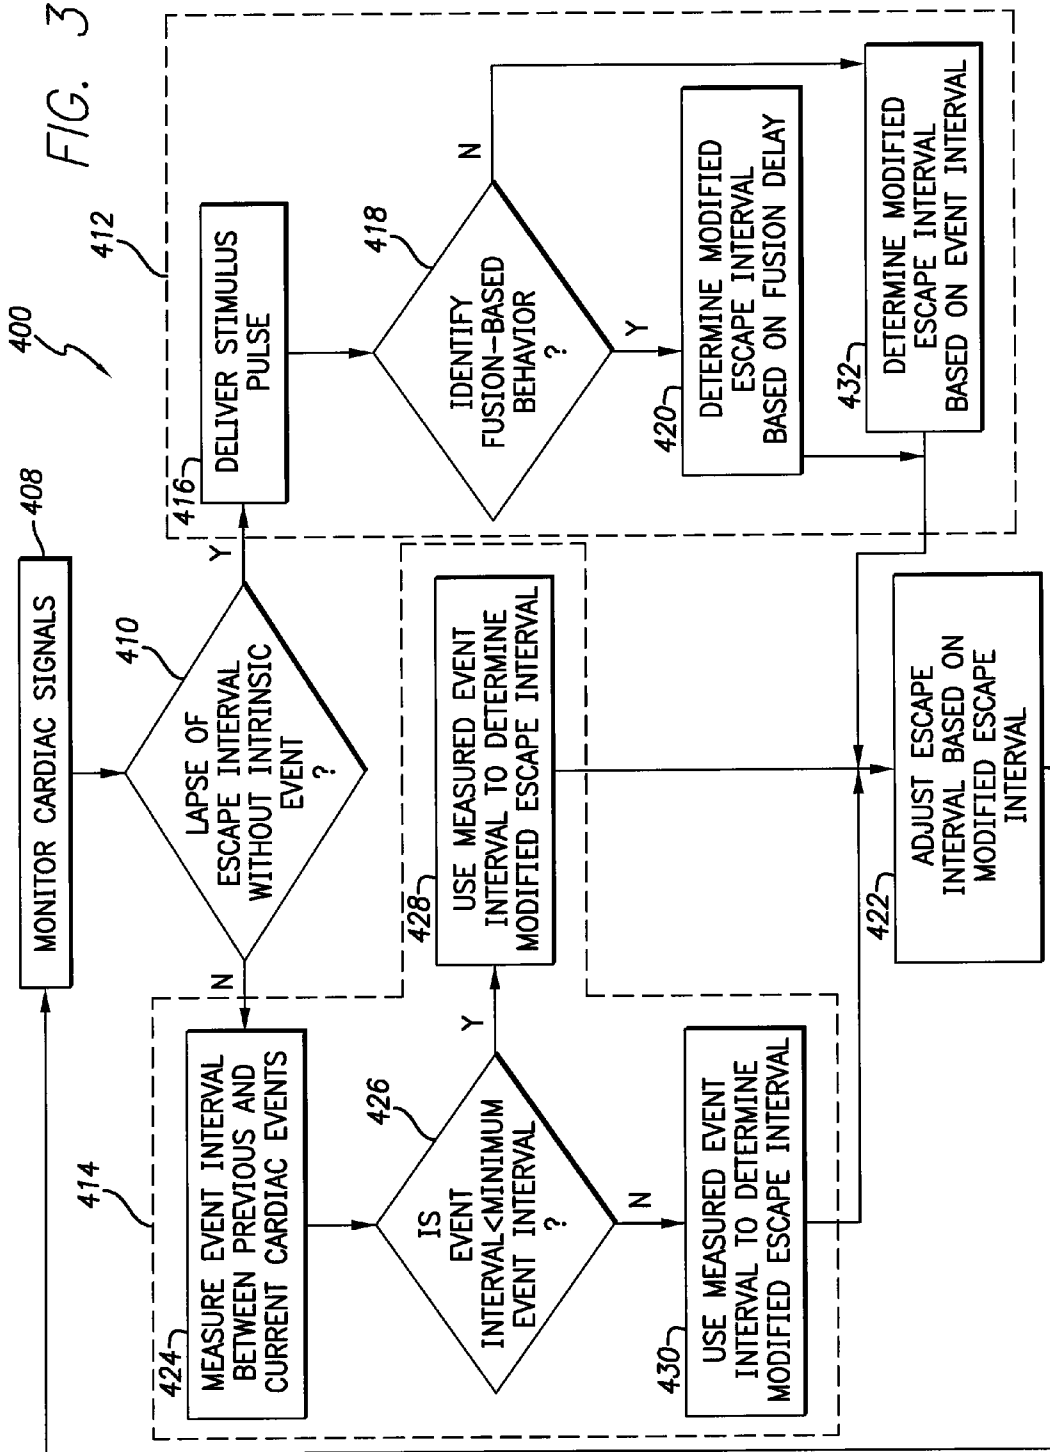 FIG. 3
400
MONITOR CARDIAC SIGNALS
408
410
LAPSE OF
ESCAPE INTERVAL
WITHOUT INTRINSIC
EVENT
?
N
Y
414
424
MEASURE EVENT INTERVAL
BETWEEN PREVIOUS AND
CURRENT CARDIAC EVENTS
426
IS
EVENT
INTERVAL<MINIMUM
EVENT INTERVAL
?
Y
N
428
USE MEASURED EVENT
INTERVAL TO DETERMINE
MODIFIED ESCAPE INTERVAL
430
USE MEASURED EVENT
INTERVAL TO DETERMINE
MODIFIED ESCAPE INTERVAL
412
416
DELIVER STIMULUS
PULSE
418
IDENTIFY
FUSION-BASED
BEHAVIOR
?
N
Y
420
DETERMINE MODIFIED
ESCAPE INTERVAL
BASED ON FUSION DELAY
432
DETERMINE MODIFIED
ESCAPE INTERVAL
BASED ON EVENT INTERVAL
422
ADJUST ESCAPE
INTERVAL BASED ON
MODIFIED ESCAPE
INTERVAL